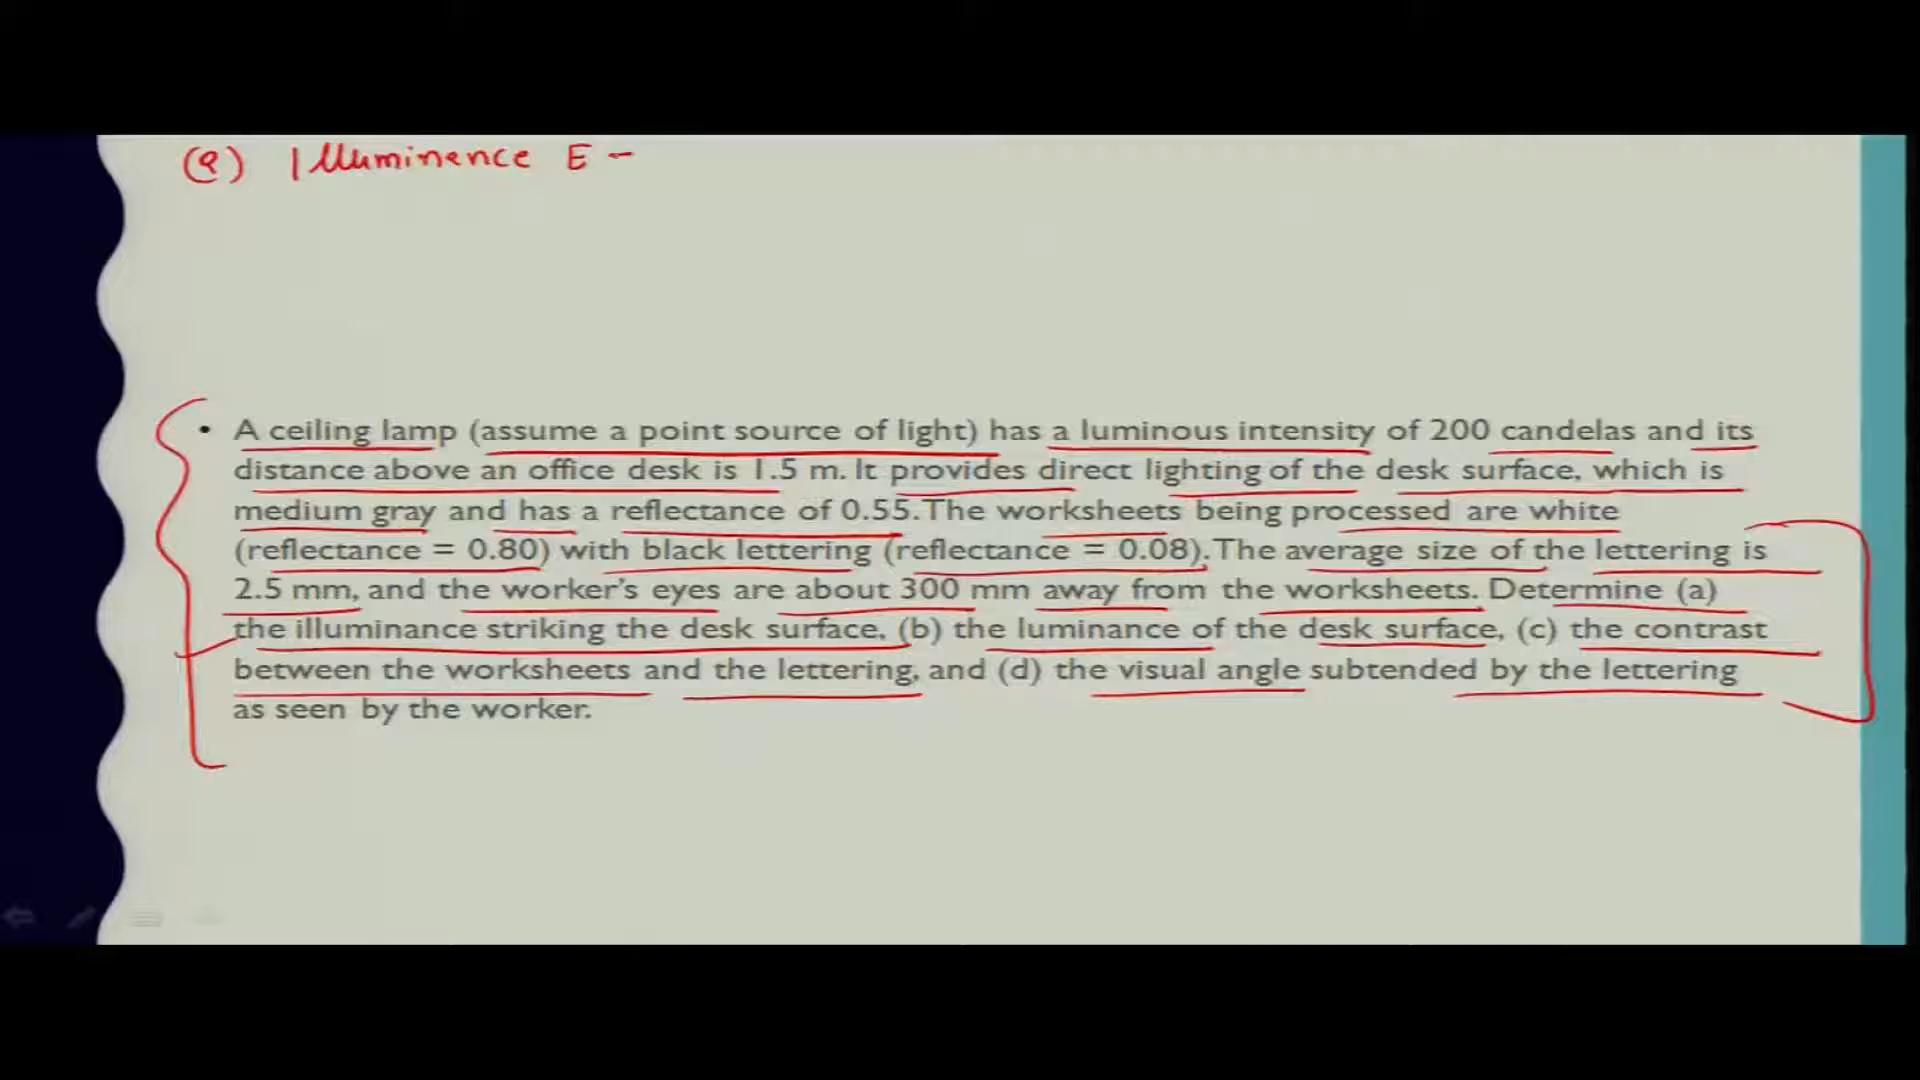 (a) Illuminence E -
• A ceiling lamp (assume a point source of light) has a luminous intensity of 200 candelas and its
distance above an office desk is 1.5 m. It provides direct lighting of the desk surface, which is
medium gray and has a reflectance of 0.55. The worksheets being processed are white
(reflectance = 0.80) with black lettering (reflectance = 0.08). The average size of the lettering is
2.5 mm, and the worker's eyes are about 300 mm away from the worksheets. Determine (a)
the illuminance striking the desk surface, (b) the luminance of the desk surface, (c) the contrast
between the worksheets and the lettering, and (d) the visual angle subtended by the lettering
as seen by the worker.